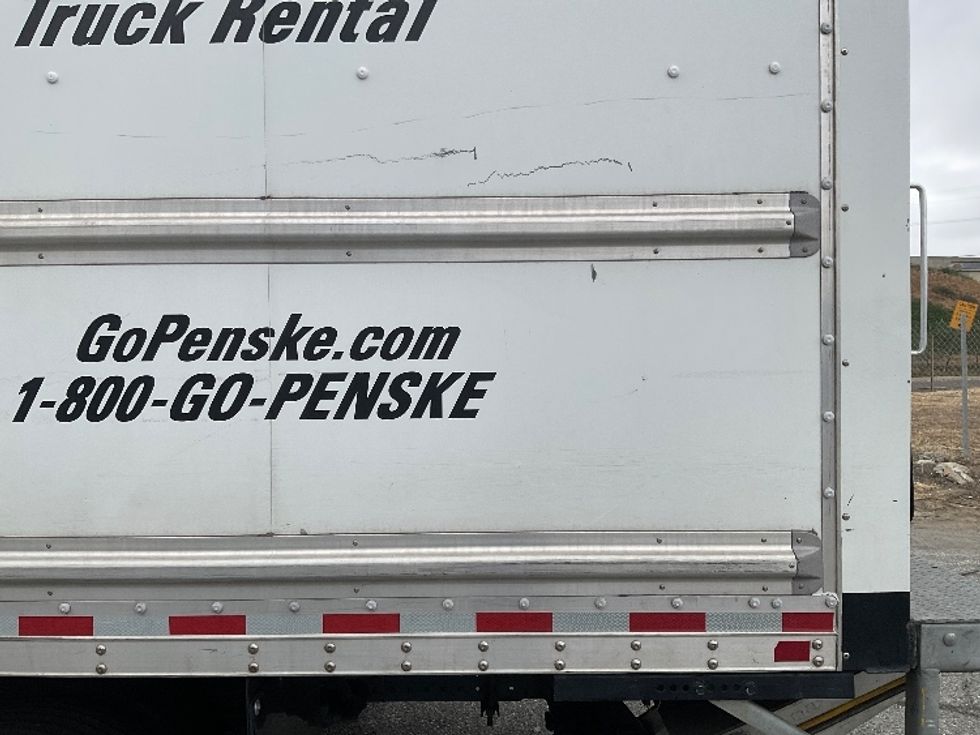 Truck Rental
GoPenske.com
1-800-GO-PENSKE